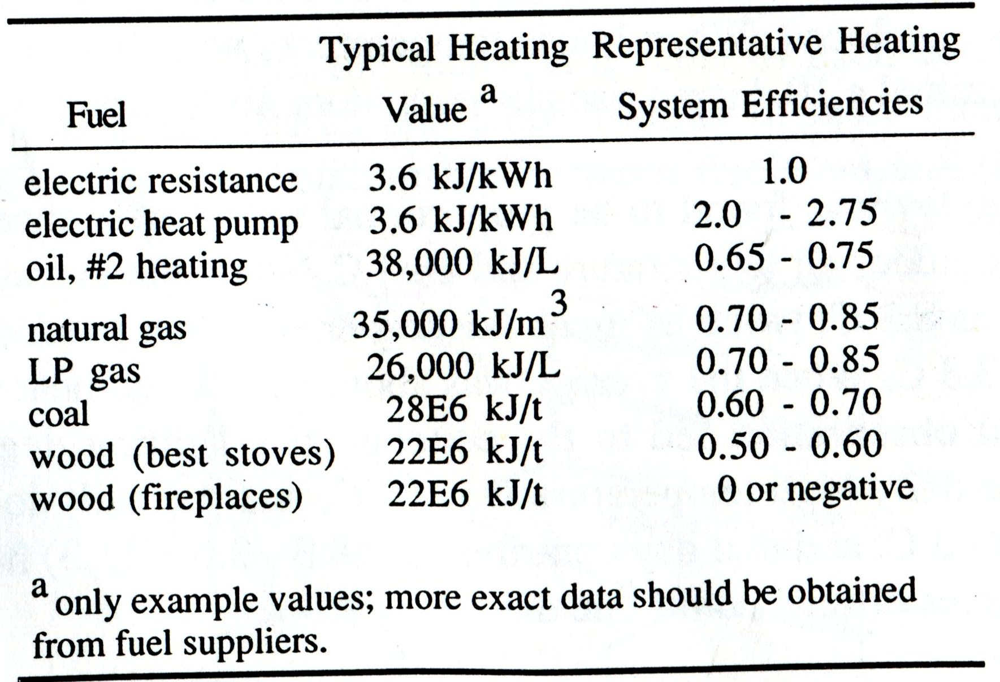 Typical Heating Representative Heating
Fuel Value a System Efficiencies
electric resistance 3.6 kJ/kWh 1.0
electric heat pump 3.6 kJ/kWh 2.0 - 2.75
oil, #2 heating 38,000 kJ/L 0.65 - 0.75
natural gas 35,000 kJ/m3 0.70 - 0.85
LP gas 26,000 kJ/L 0.70 - 0.85
coal 28E6 kJ/t 0.60 - 0.70
wood (best stoves) 22E6 kJ/t 0.50 - 0.60
wood (fireplaces) 22E6 kJ/t 0 or negative
a only example values; more exact data should be obtained
from fuel suppliers.